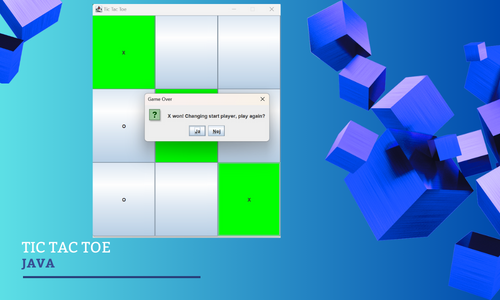 Tic Tac Toe
X
Game Over
?
X won! Changing start player, play again?
Ja
Nej
O
O
X
TIC TAC TOE
JAVA